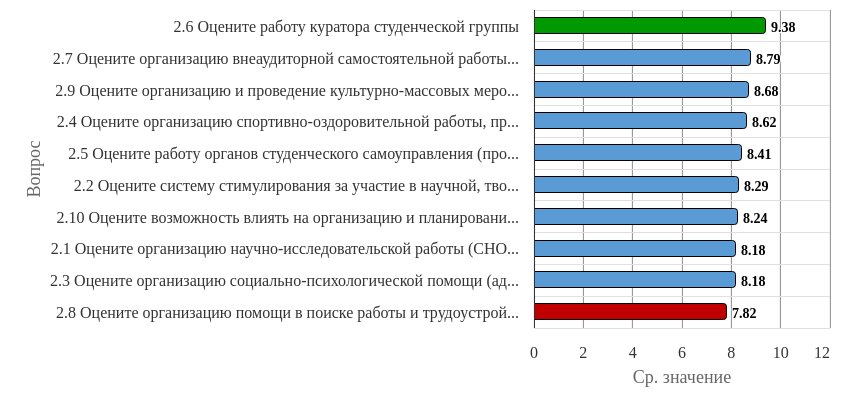 2.6 Оцените работу куратора студенческой группы
9.38
2.7 Оцените организацию внеаудиторной самостоятельной работы...
8.79
2.9 Оцените организацию и проведение культурно-массовых меро...
8.68
2.4 Оцените организацию спортивно-оздоровительной работы, пр...
8.62
2.5 Оцените работу органов студенческого самоуправления (про...
8.41
2.2 Оцените систему стимулирования за участие в научной, тво...
8.29
2.10 Оцените возможность влиять на организацию и планировани...
8.24
2.1 Оцените организацию научно-исследовательской работы (СНО...
8.18
2.3 Оцените организацию социально-психологической помощи (ад...
8.18
2.8 Оцените организацию помощи в поиске работы и трудоустрой...
7.82
Вопрос
0 2 4 6 8 10 12
Ср. значение